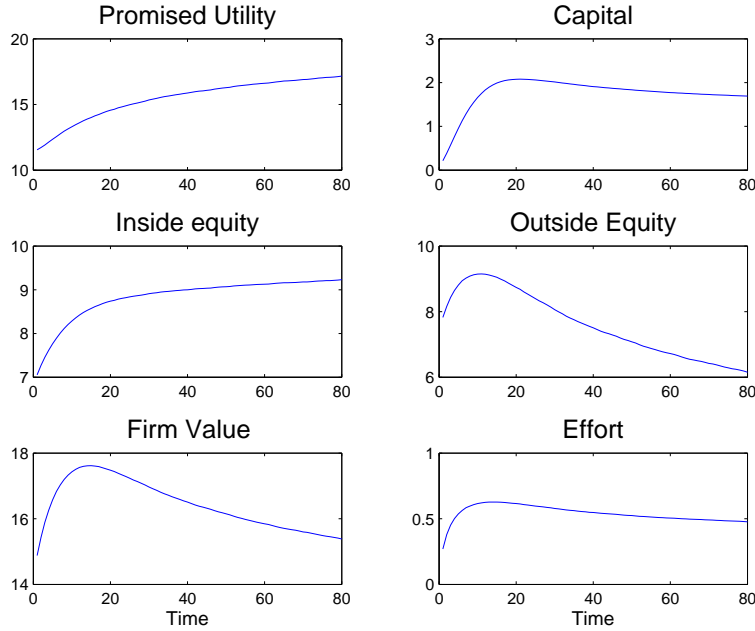 Promised Utility
20
15
10
0 20 40 60 80
Capital
3
2
1
0
0 20 40 60 80
Inside equity
10
9
8
7
0 20 40 60 80
Outside Equity
10
8
6
0 20 40 60 80
Firm Value
18
16
14
0 20 40 60 80
Time
Effort
1
0.5
0
0 20 40 60 80
Time